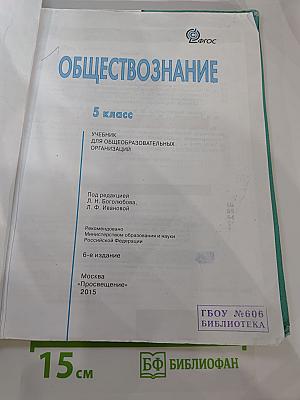 ФГОС
ОБЩЕСТВОЗНАНИЕ
5 класс
УЧЕБНИК
ДЛЯ ОБЩЕОБРАЗОВАТЕЛЬНЫХ
ОРГАНИЗАЦИЙ
Под редакцией
Л. Н. Боголюбова,
Л. Ф. Ивановой
Рекомендовано
Министерством образования и науки
Российской Федерации
6-е издание
Москва
«Просвещение»
2015
ГБОУ №606
БИБЛИОТЕКА
15 см
БФ БИБЛИОФАН